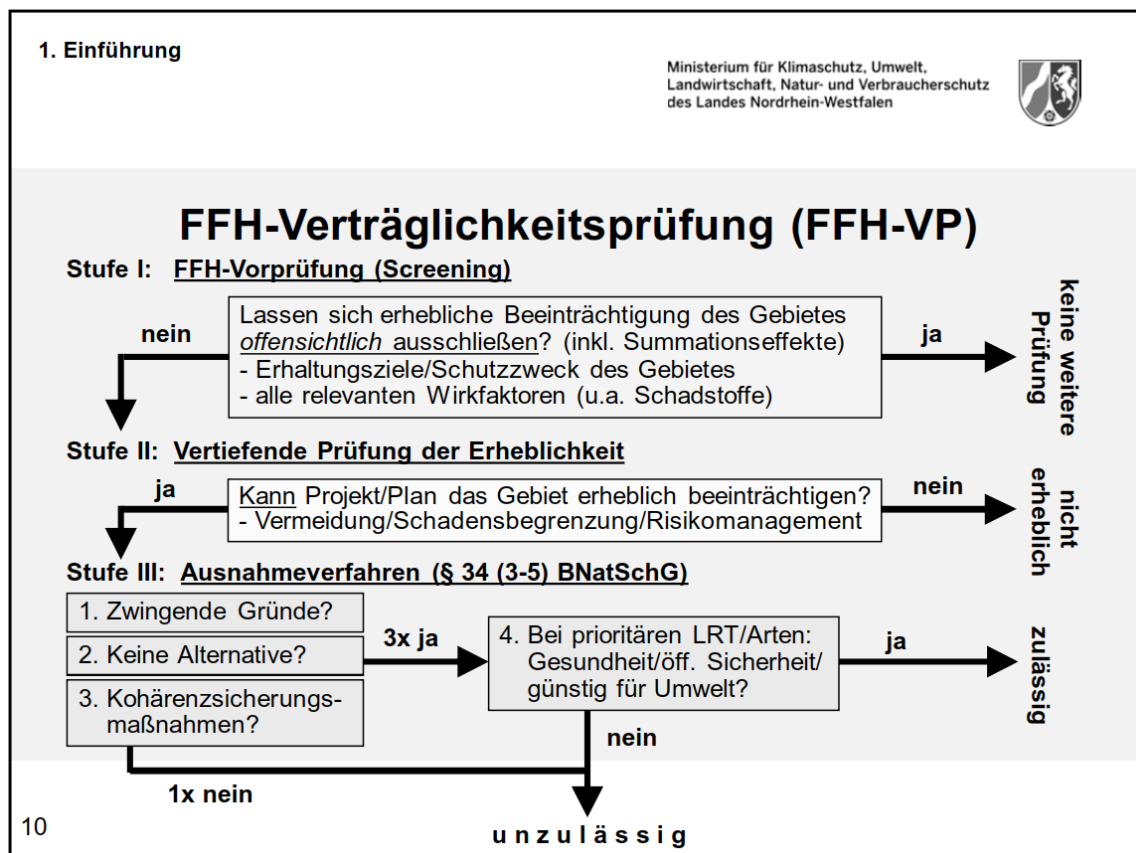 1. Einführung
Ministerium für Klimaschutz, Umwelt,
Landwirtschaft, Natur- und Verbraucherschutz
des Landes Nordrhein-Westfalen
FFH-Verträglichkeitsprüfung (FFH-VP)
Stufe I: FFH-Vorprüfung (Screening)
nein
Lassen sich erhebliche Beeinträchtigung des Gebietes
offensichtlich ausschließen? (inkl. Summationseffekte)
- Erhaltungsziele/Schutzzweck des Gebietes
- alle relevanten Wirkfaktoren (u.a. Schadstoffe)
ja
keine weitere
Prüfung
Stufe II: Vertiefende Prüfung der Erheblichkeit
ja
Kann Projekt/Plan das Gebiet erheblich beeinträchtigen?
- Vermeidung/Schadensbegrenzung/Risikomanagement
nein
nicht
erheblich
Stufe III: Ausnahmeverfahren (§ 34 (3-5) BNatSchG)
1. Zwingende Gründe?
2. Keine Alternative?
3. Kohärenzsicherungs-
maßnahmen?
3x ja
4. Bei prioritären LRT/Arten:
Gesundheit/öff. Sicherheit/
günstig für Umwelt?
ja
zulässig
nein
1x nein
unzulässig
10